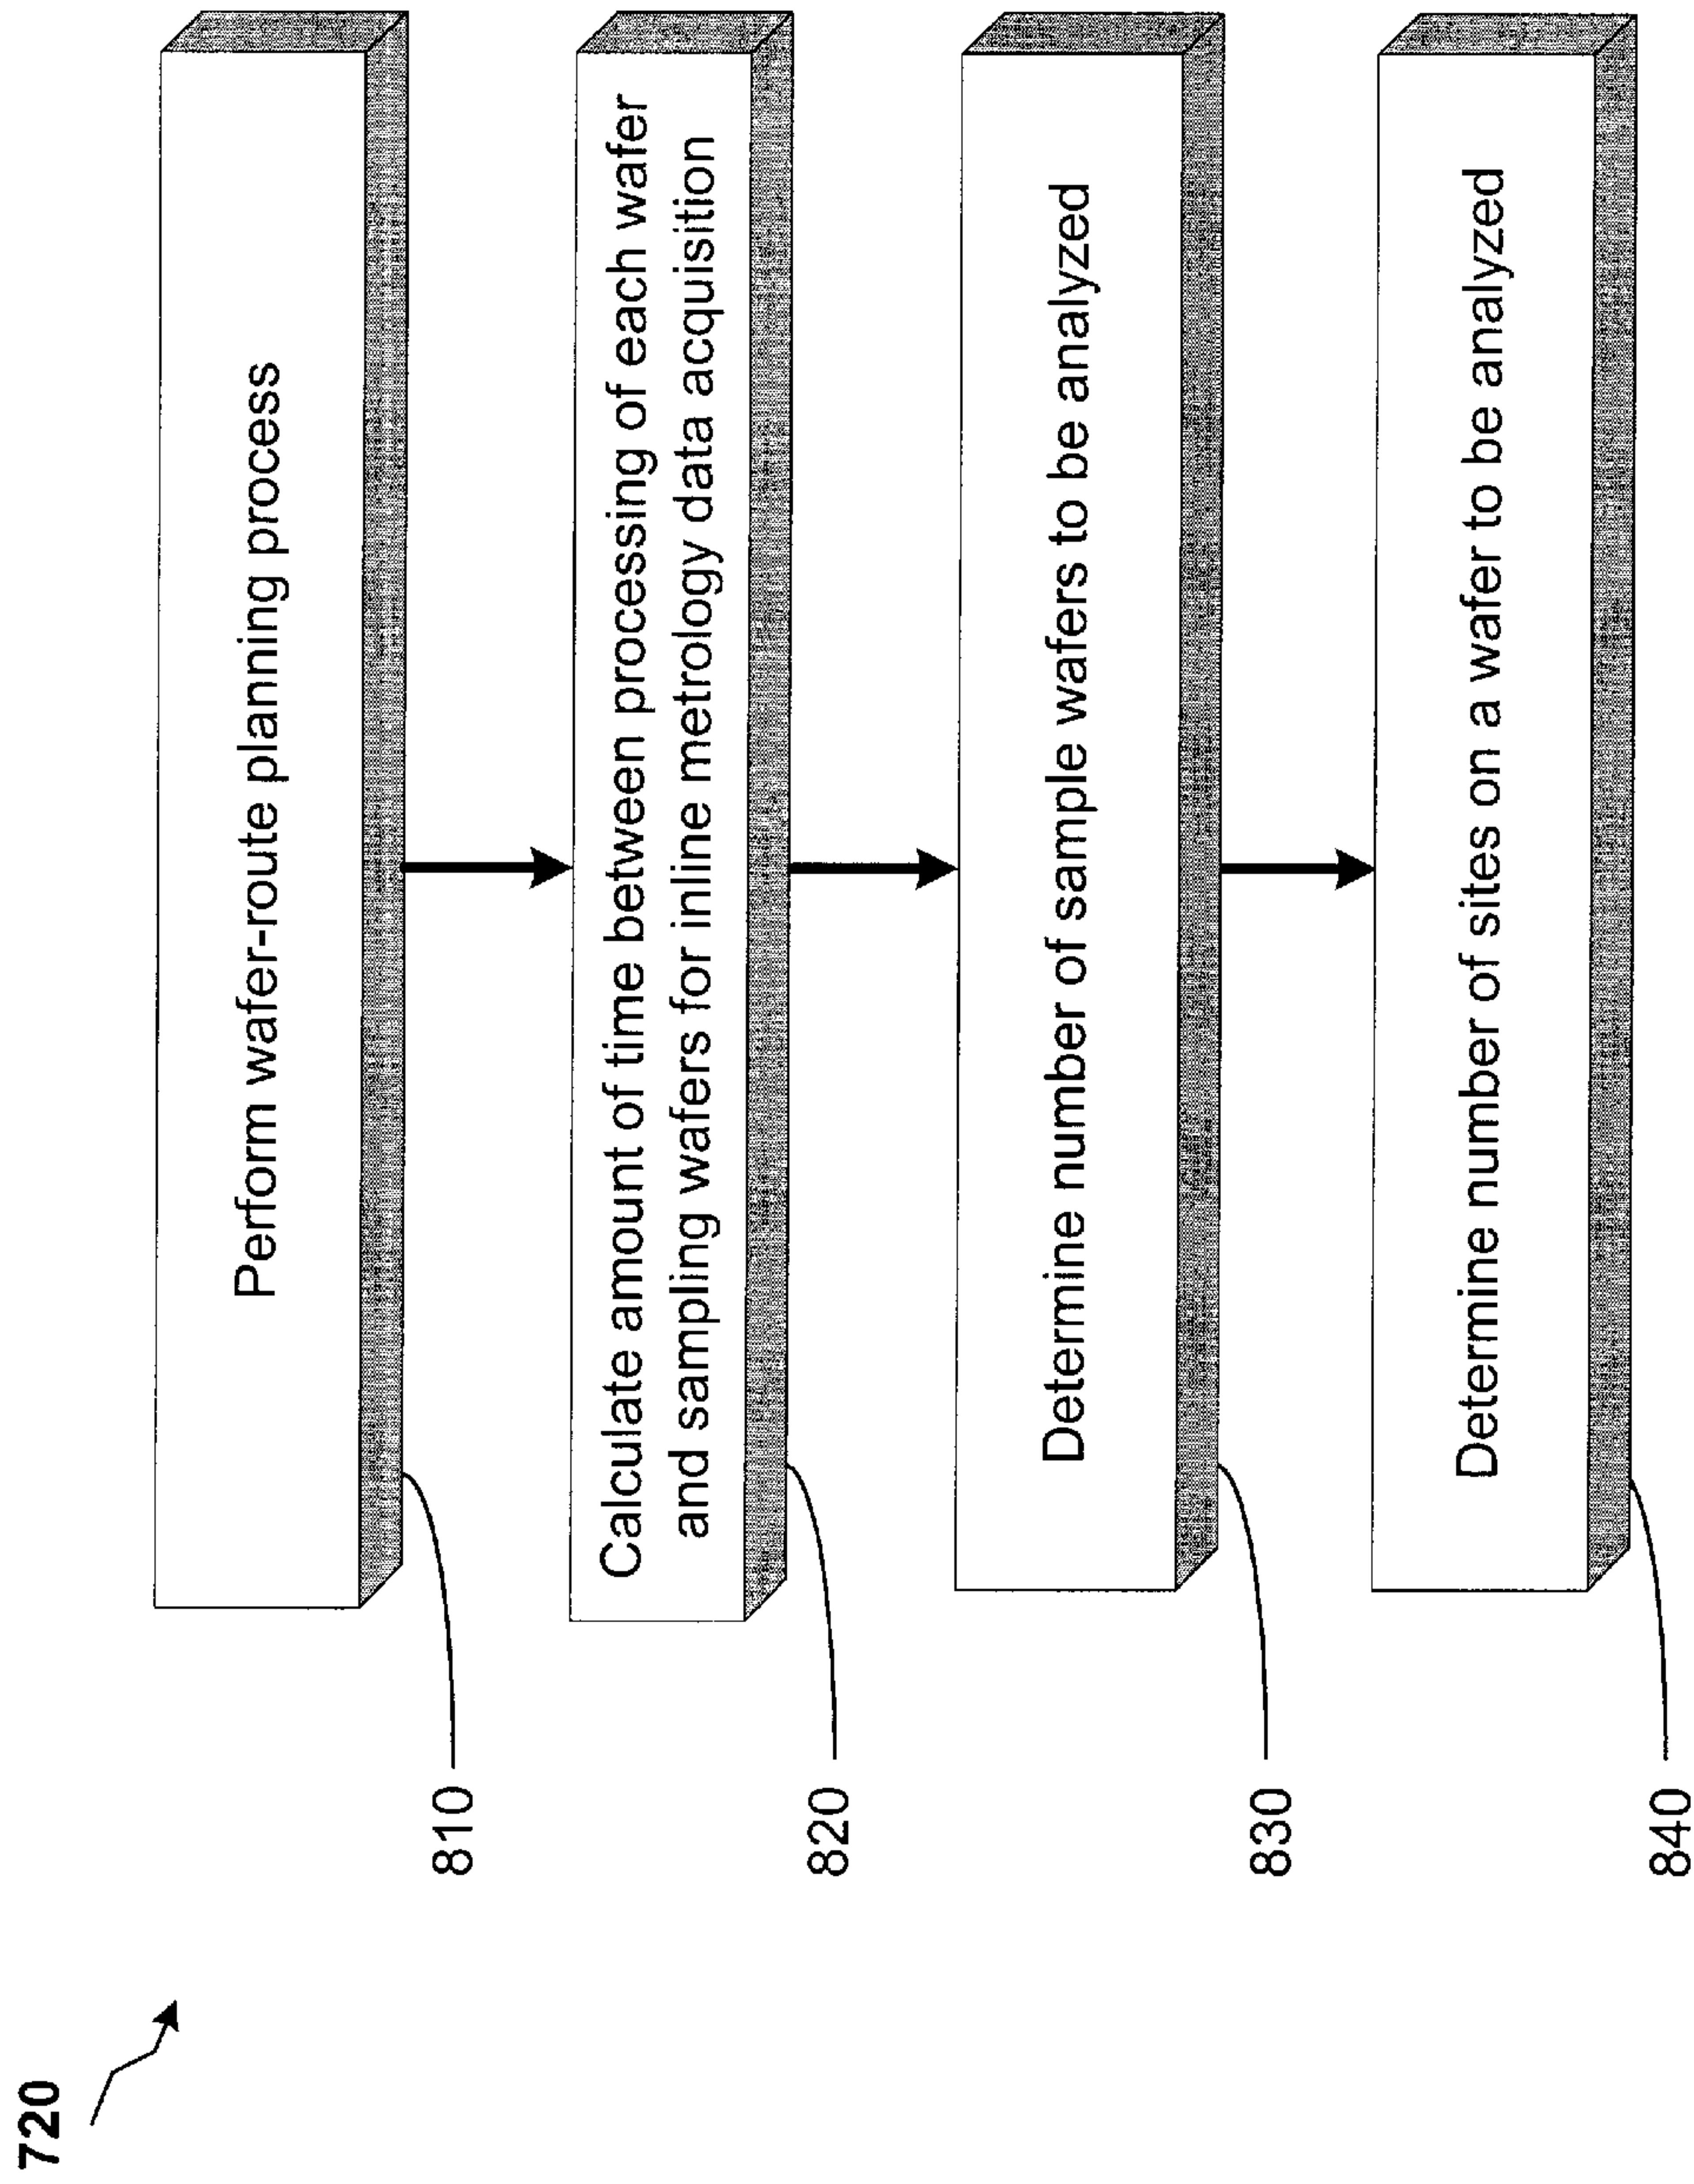 720
Perform wafer-route planning process
810
Calculate amount of time between processing of each wafer
and sampling wafers for inline metrology data acquisition
820
Determine number of sample wafers to be analyzed
830
Determine number of sites on a wafer to be analyzed
840